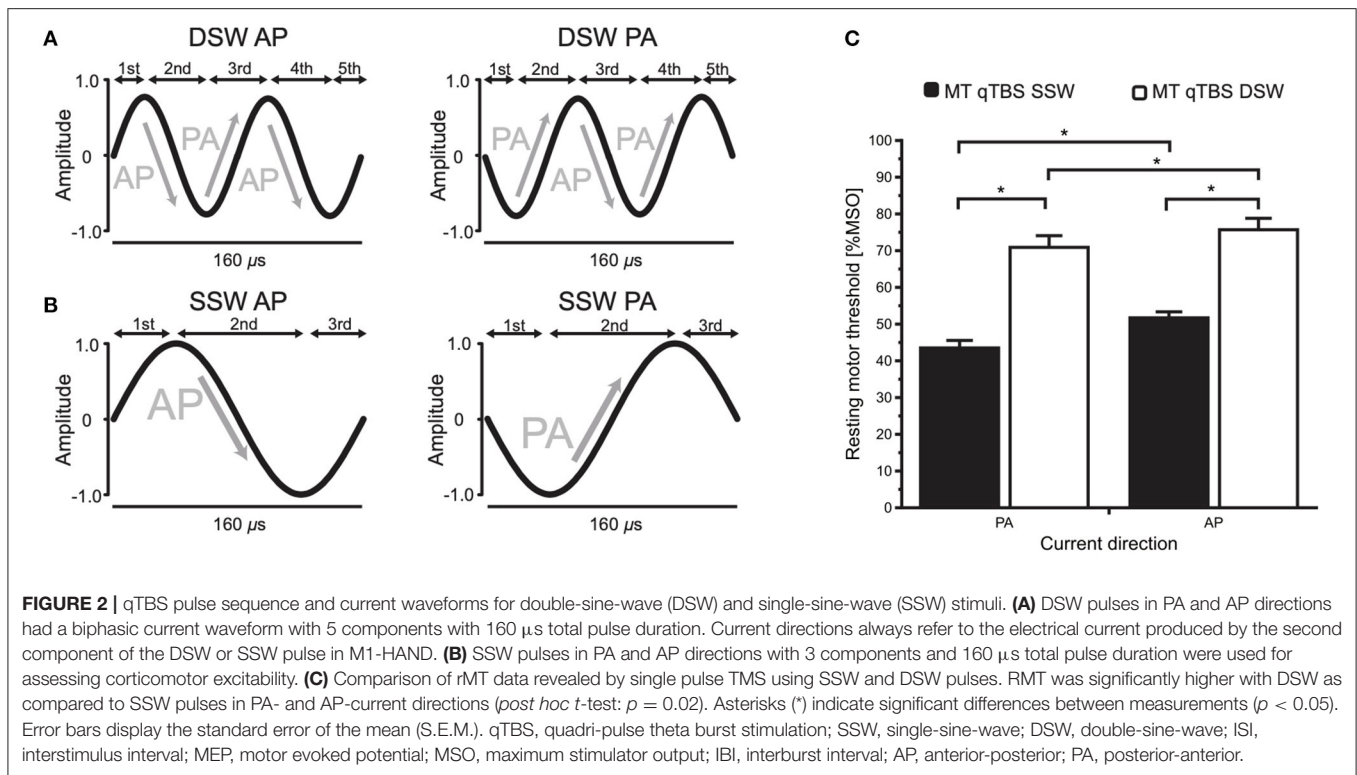 A
DSW AP
1st 2nd 3rd 4th 5th
1.0
0
-1.0
Amplitude
AP
PA
AP
160 µs
DSW PA
1st 2nd 3rd 4th 5th
1.0
0
-1.0
Amplitude
PA
AP
PA
160 µs
B
SSW AP
1st 2nd 3rd
1.0
0
-1.0
Amplitude
AP
160 µs
SSW PA
1st 2nd 3rd
1.0
0
-1.0
Amplitude
PA
160 µs
C
MT qTBS SSW MT qTBS DSW
100
90
80
70
60
50
40
30
20
10
0
Resting motor threshold [%MSO]
*
*
*
*
PA AP
Current direction
FIGURE 2 | qTBS pulse sequence and current waveforms for double-sine-wave (DSW) and single-sine-wave (SSW) stimuli. (A) DSW pulses in PA and AP directions
had a biphasic current waveform with 5 components with 160 µs total pulse duration. Current directions always refer to the electrical current produced by the second
component of the DSW or SSW pulse in M1-HAND. (B) SSW pulses in PA and AP directions with 3 components and 160 µs total pulse duration were used for
assessing corticomotor excitability. (C) Comparison of rMT data revealed by single pulse TMS using SSW and DSW pulses. RMT was significantly higher with DSW as
compared to SSW pulses in PA- and AP-current directions (post hoc t-test: p = 0.02). Asterisks (*) indicate significant differences between measurements (p < 0.05).
Error bars display the standard error of the mean (S.E.M.). qTBS, quadri-pulse theta burst stimulation; SSW, single-sine-wave; DSW, double-sine-wave; ISI,
interstimulus interval; MEP, motor evoked potential; MSO, maximum stimulator output; IBI, interburst interval; AP, anterior-posterior; PA, posterior-anterior.